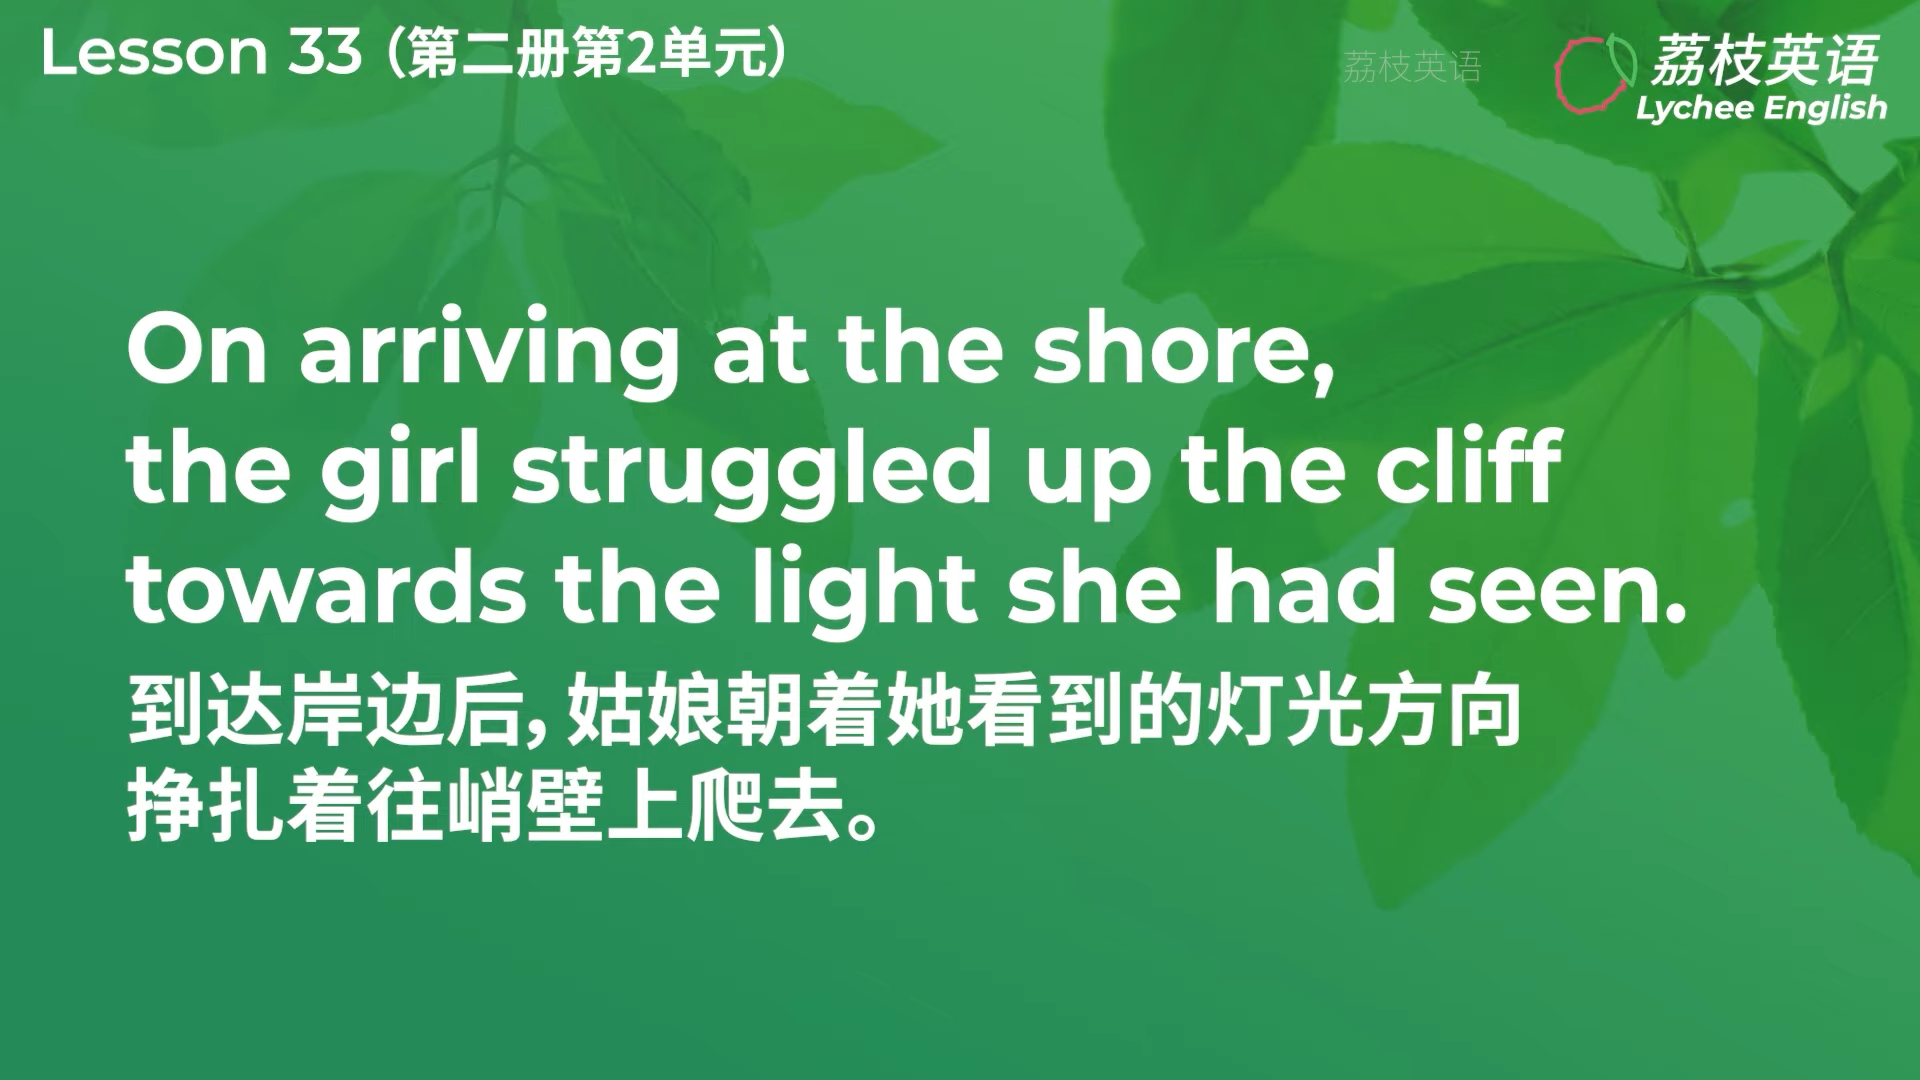 Lesson 33（第二册第2单元）
荔枝英语
荔枝英语
Lychee English
On arriving at the shore,
the girl struggled up the cliff
towards the light she had seen.
到达岸边后，姑娘朝着她看到的灯光方向
挣扎着往峭壁上爬去。